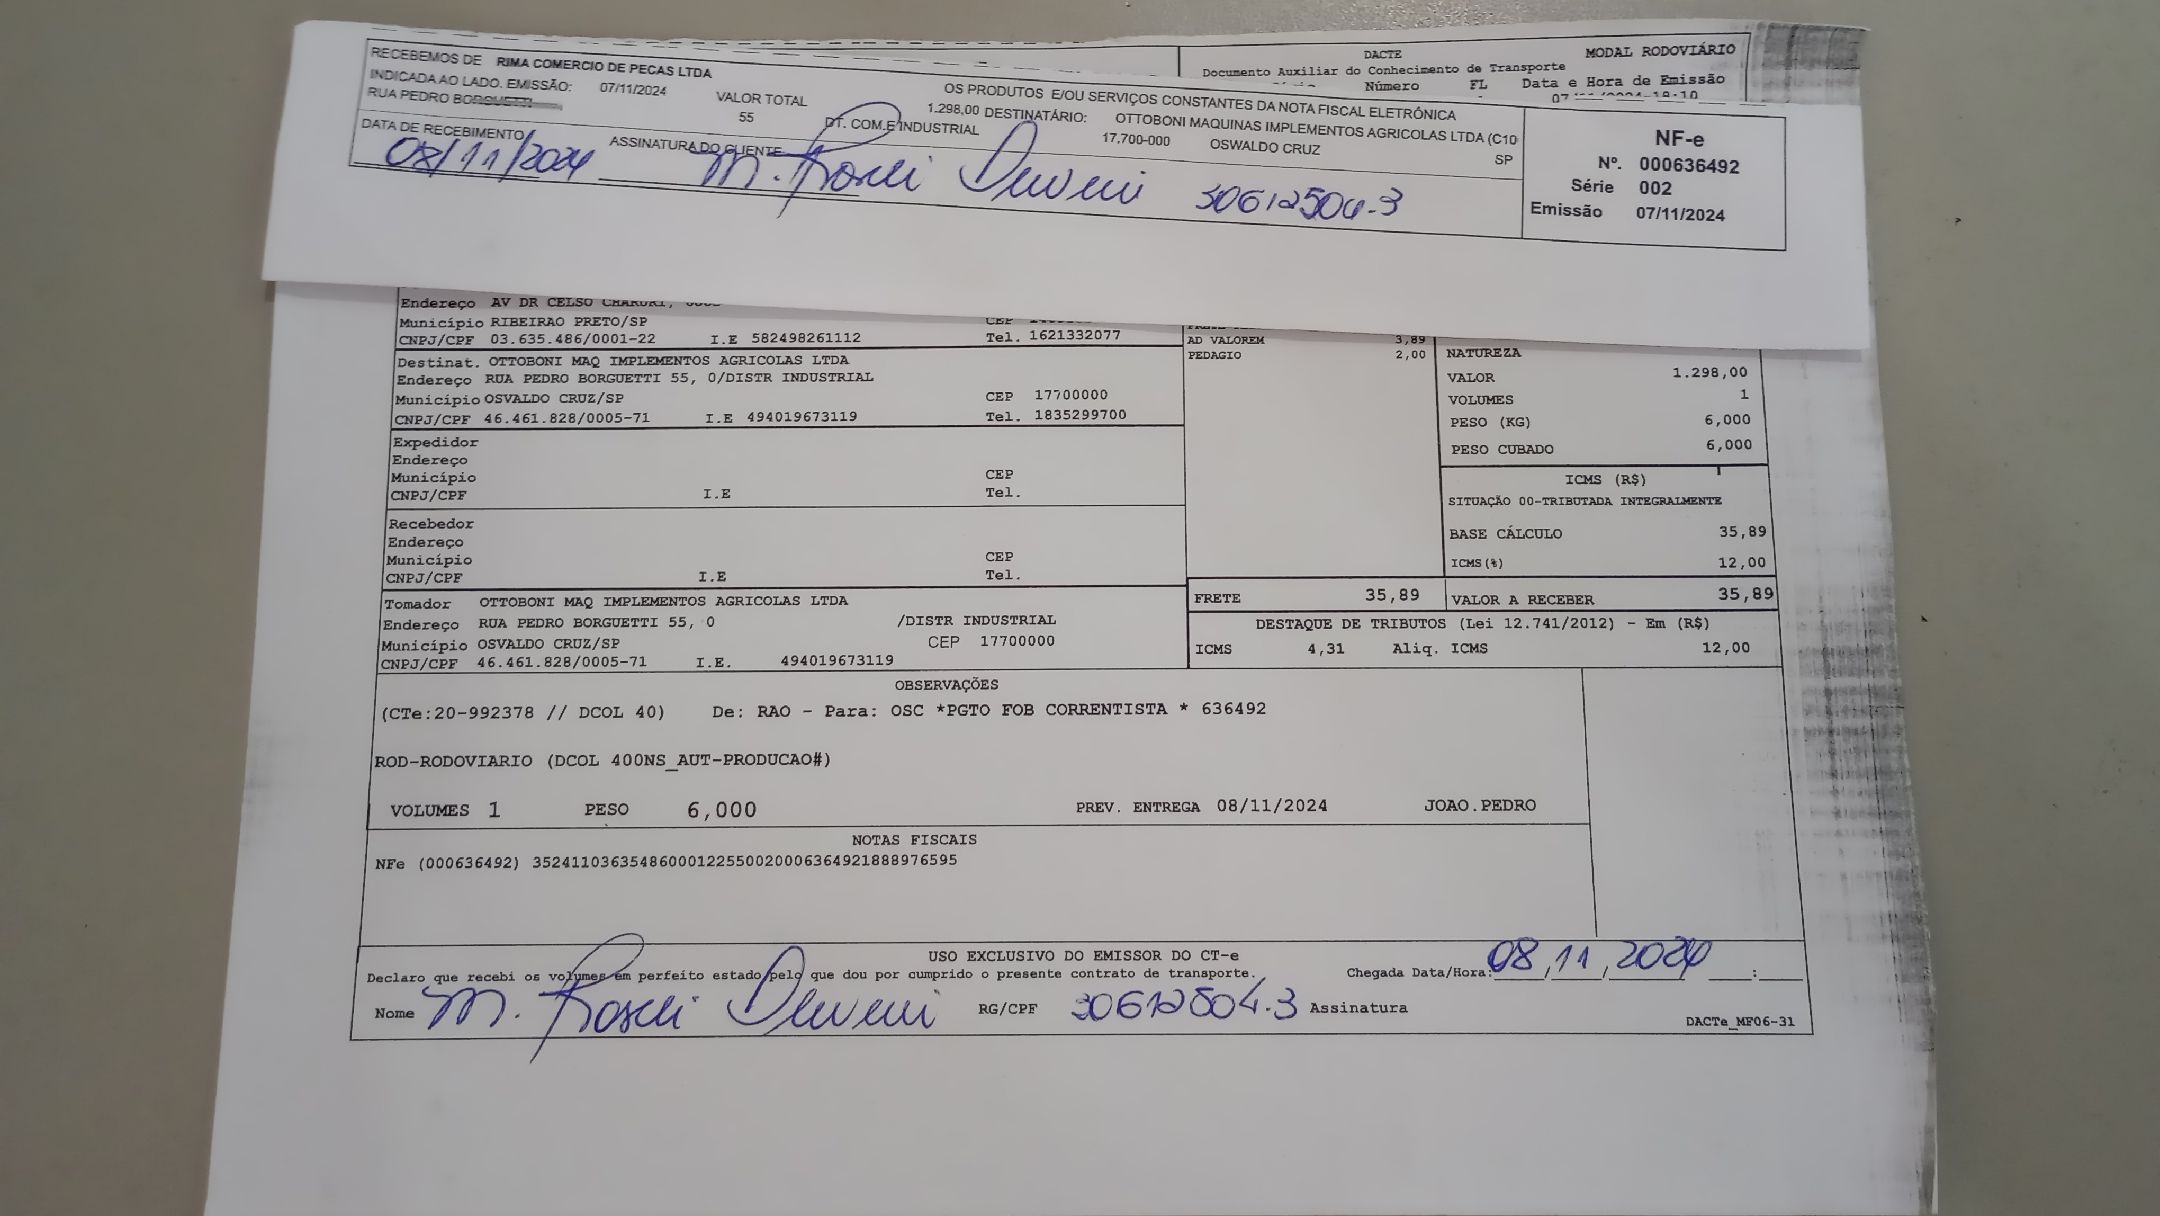 DACTE MODAL RODOVIÁRIO
Documento Auxiliar do Conhecimento de Transporte
Número FL Data e Hora de Emissão
RECEBEMOS DE RIMA COMERCIO DE PECAS LTDA OS PRODUTOS E/OU SERVIÇOS CONSTANTES DA NOTA FISCAL ELETRÔNICA
INDICADA AO LADO. EMISSÃO: 07/11/2024 VALOR TOTAL 1.298,00 DESTINATÁRIO: OTTOBONI MAQUINAS IMPLEMENTOS AGRICOLAS LTDA (C10
RUA PEDRO BORGUETTI 55 DT. COM.E INDUSTRIAL 17.700-000 OSWALDO CRUZ SP
DATA DE RECEBIMENTO ASSINATURA DO CLIENTE
08/11/2024 M. Roseli 30612504-3
NF-e
Nº. 000636492
Série 002
Emissão 07/11/2024
Endereço AV DR CELSO CHARURI,
Município RIBEIRAO PRETO/SP CEP
CNPJ/CPF 03.635.486/0001-22 I.E 582498261112 Tel. 1621332077
Destinat. OTTOBONI MAQ IMPLEMENTOS AGRICOLAS LTDA
Endereço RUA PEDRO BORGUETTI 55, 0/DISTR INDUSTRIAL
Município OSVALDO CRUZ/SP CEP 17700000
CNPJ/CPF 46.461.828/0005-71 I.E 494019673119 Tel. 1835299700
Expedidor
Endereço
Município CEP
CNPJ/CPF I.E Tel.
Recebedor
Endereço
Município CEP
CNPJ/CPF I.E Tel.
Tomador OTTOBONI MAQ IMPLEMENTOS AGRICOLAS LTDA
Endereço RUA PEDRO BORGUETTI 55, 0 /DISTR INDUSTRIAL
Município OSVALDO CRUZ/SP CEP 17700000
CNPJ/CPF 46.461.828/0005-71 I.E. 494019673119
AD VALOREM 3,89
PEDAGIO 2,00
NATUREZA
VALOR 1.298,00
VOLUMES 1
PESO (KG) 6,000
PESO CUBADO 6,000
ICMS (R$)
SITUAÇÃO 00-TRIBUTADA INTEGRALMENTE
BASE CÁLCULO 35,89
ICMS(%) 12,00
FRETE 35,89 VALOR A RECEBER 35,89
DESTAQUE DE TRIBUTOS (Lei 12.741/2012) - Em (R$)
ICMS 4,31 Aliq. ICMS 12,00
OBSERVAÇÕES
(CTe:20-992378 // DCOL 40) De: RAO - Para: OSC *PGTO FOB CORRENTISTA * 636492
ROD-RODOVIARIO (DCOL 400NS_AUT-PRODUCAO#)
VOLUMES 1 PESO 6,000 PREV. ENTREGA 08/11/2024 JOAO.PEDRO
NOTAS FISCAIS
NFe (000636492) 35241103635486000122550020006364921888976595
USO EXCLUSIVO DO EMISSOR DO CT-e
Declaro que recebi os volumes em perfeito estado pelo que dou por cumprido o presente contrato de transporte. Chegada Data/Hora: 08,11,2024 :
Nome M. Roseli RG/CPF 30612504-3 Assinatura
DACTe_MF06-31